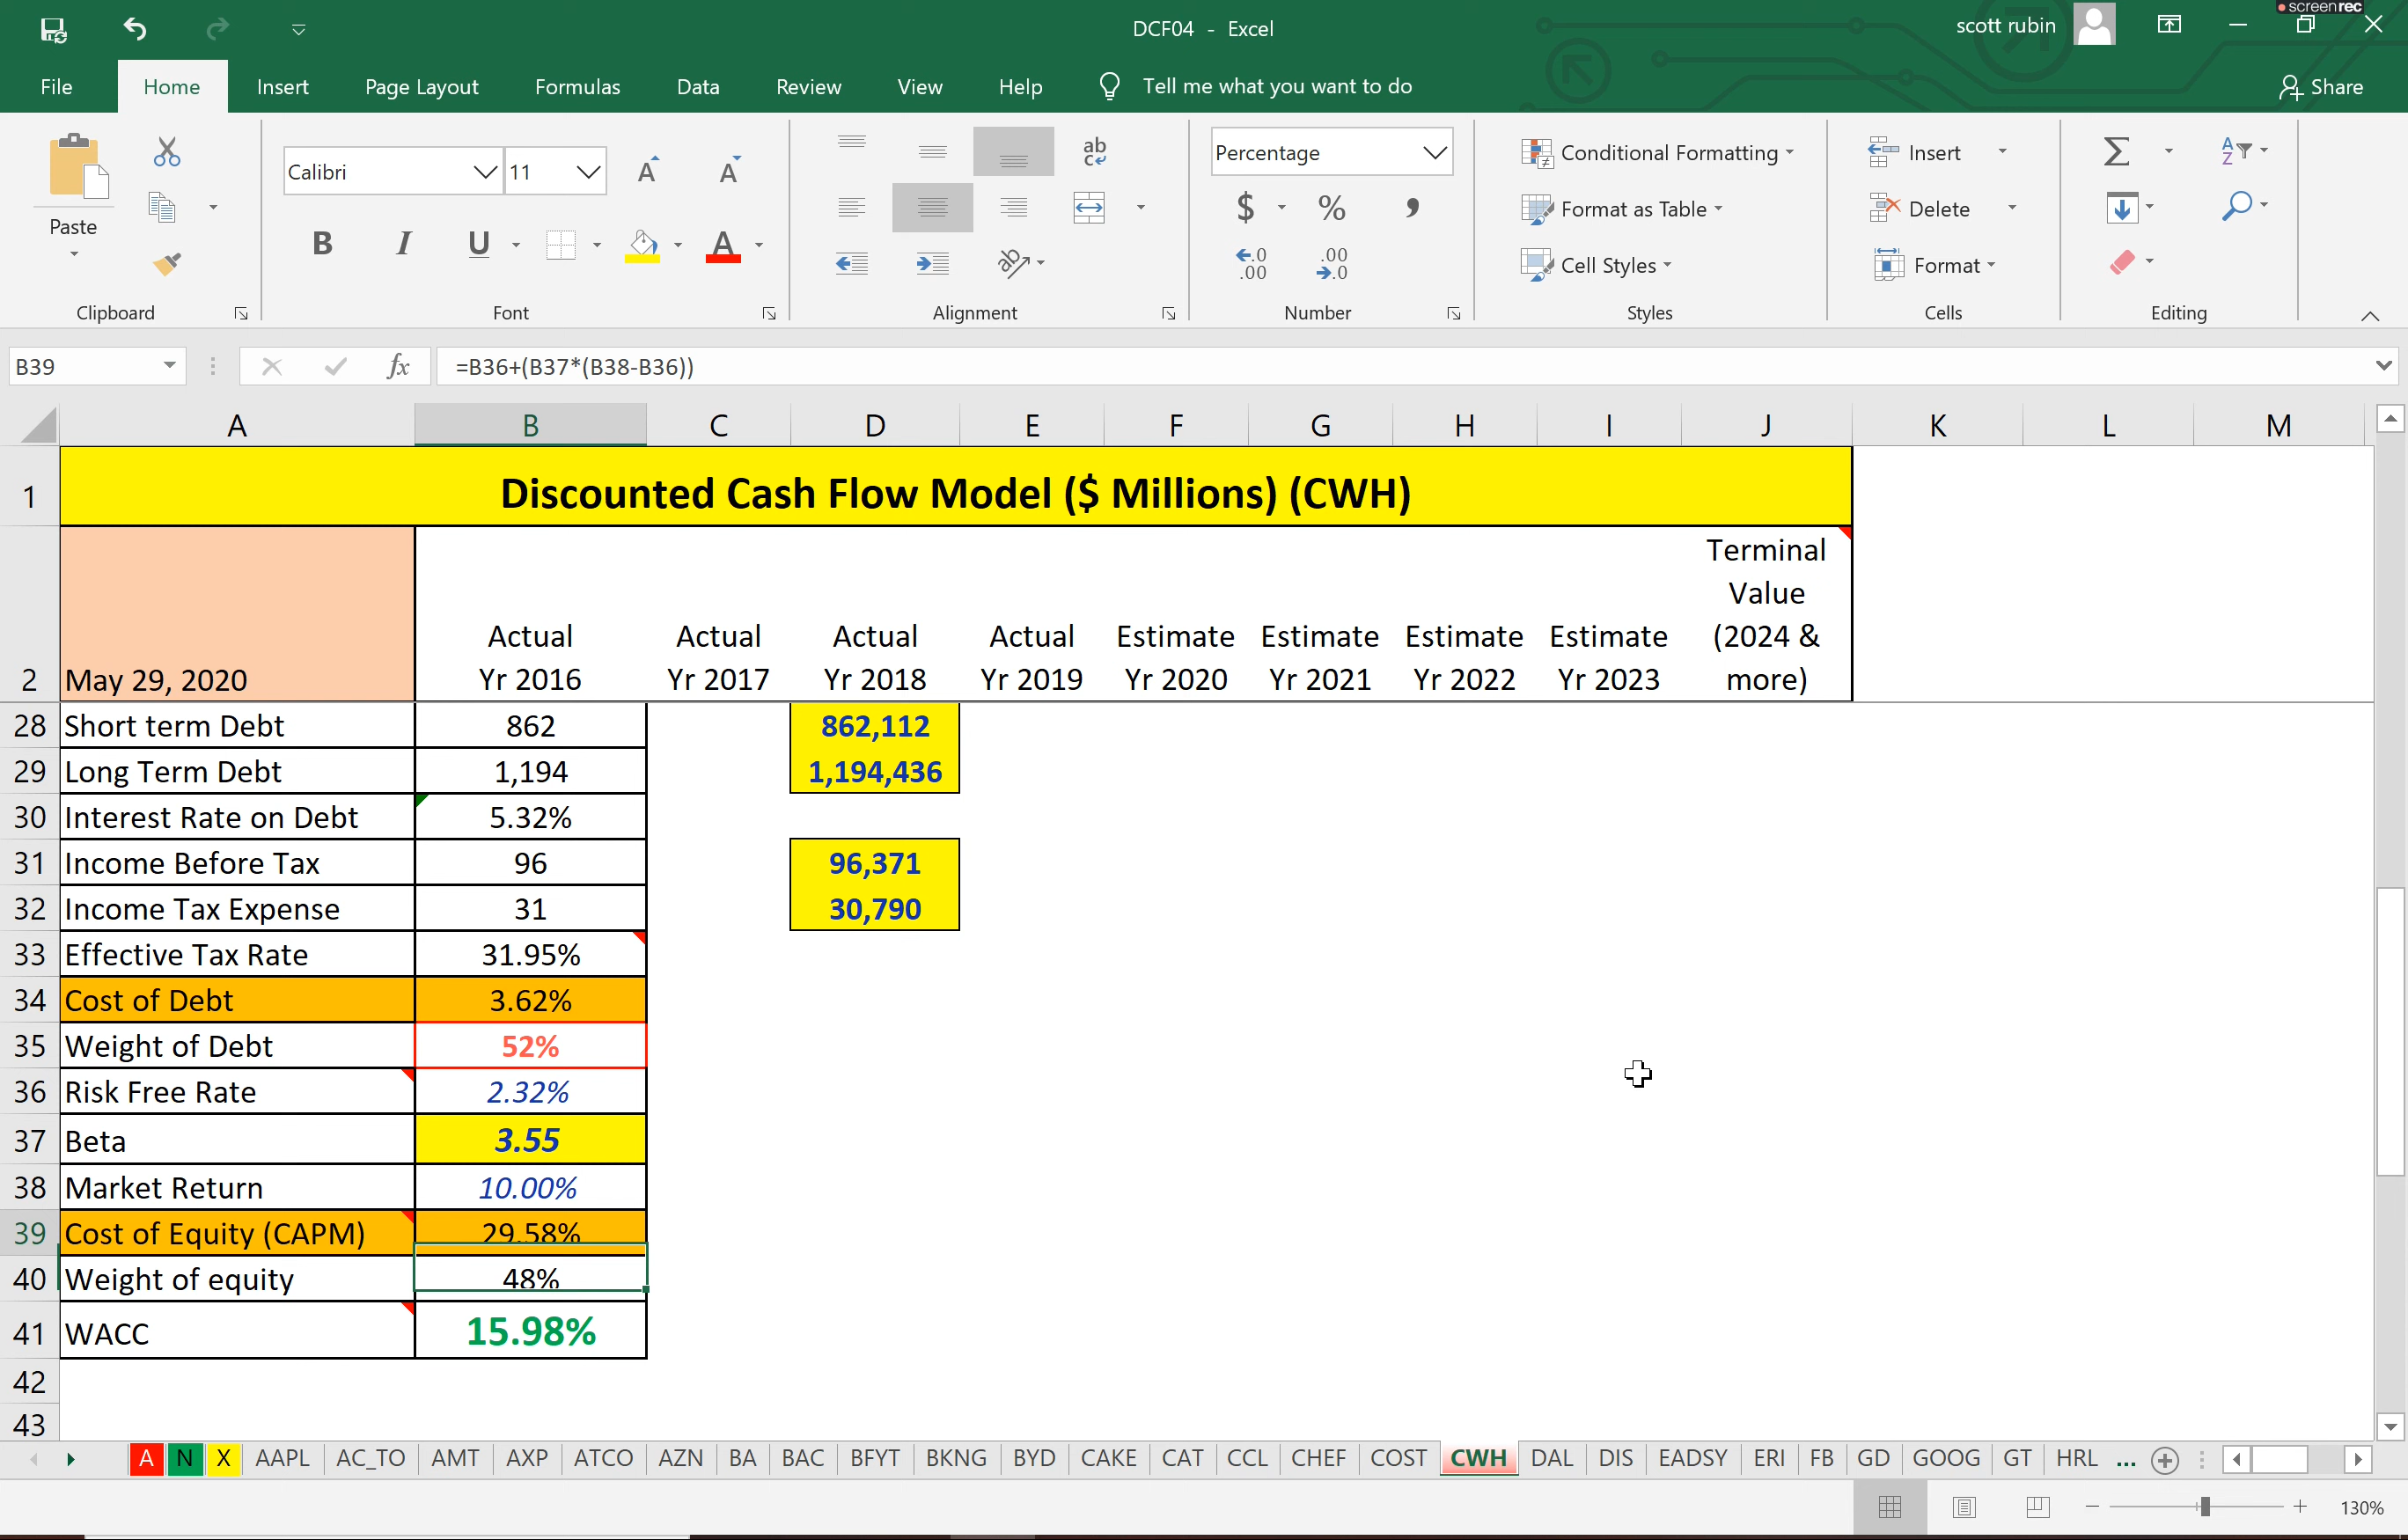 DCF04 - Excel
scott rubin
screenrec
File Home Insert Page Layout Formulas Data Review View Help Tell me what you want to do Share
Paste
Clipboard
Calibri 11
B I U A
Font
ab
Alignment
Percentage
$ % ,
Number
Conditional Formatting
Format as Table
Cell Styles
Styles
Insert
Delete
Format
Cells
Editing
B39 fx =B36+(B37*(B38-B36))
A B C D E F G H I J K L M
1 Discounted Cash Flow Model ($ Millions) (CWH)
2 May 29, 2020
Actual Yr 2016
Actual Yr 2017
Actual Yr 2018
Actual Yr 2019
Estimate Yr 2020
Estimate Yr 2021
Estimate Yr 2022
Estimate Yr 2023
Terminal Value (2024 & more)
28 Short term Debt 862 862,112
29 Long Term Debt 1,194 1,194,436
30 Interest Rate on Debt 5.32%
31 Income Before Tax 96 96,371
32 Income Tax Expense 31 30,790
33 Effective Tax Rate 31.95%
34 Cost of Debt 3.62%
35 Weight of Debt 52%
36 Risk Free Rate 2.32%
37 Beta 3.55
38 Market Return 10.00%
39 Cost of Equity (CAPM) 29.58%
40 Weight of equity 48%
41 WACC 15.98%
42
43
A N X AAPL AC_TO AMT AXP ATCO AZN BA BAC BFYT BKNG BYD CAKE CAT CCL CHEF COST CWH DAL DIS EADSY ERI FB GD GOOG GT HRL ...
130%